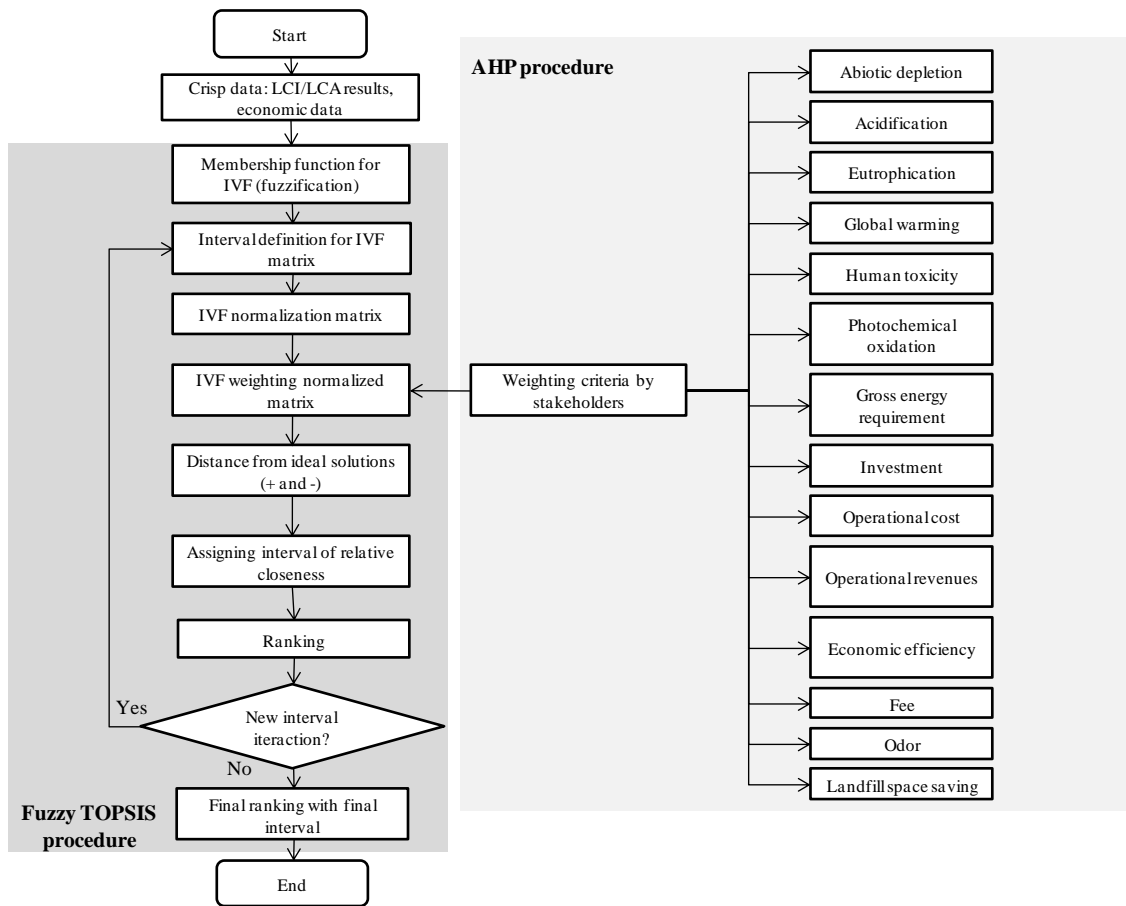 Start
Crisp data: LCI/LCA results,
economic data
Membership function for
IVF (fuzzification)
Interval definition for IVF
matrix
IVF normalization matrix
IVF weighting normalized
matrix
Distance from ideal solutions
(+ and -)
Assigning interval of relative
closeness
Ranking
Yes
New interval
iteraction?
No
Final ranking with final
interval
Fuzzy TOPSIS
procedure
End
AHP procedure
Weighting criteria by
stakeholders
Abiotic depletion
Acidification
Eutrophication
Global warming
Human toxicity
Photochemical
oxidation
Gross energy
requirement
Investment
Operational cost
Operational revenues
Economic efficiency
Fee
Odor
Landfill space saving